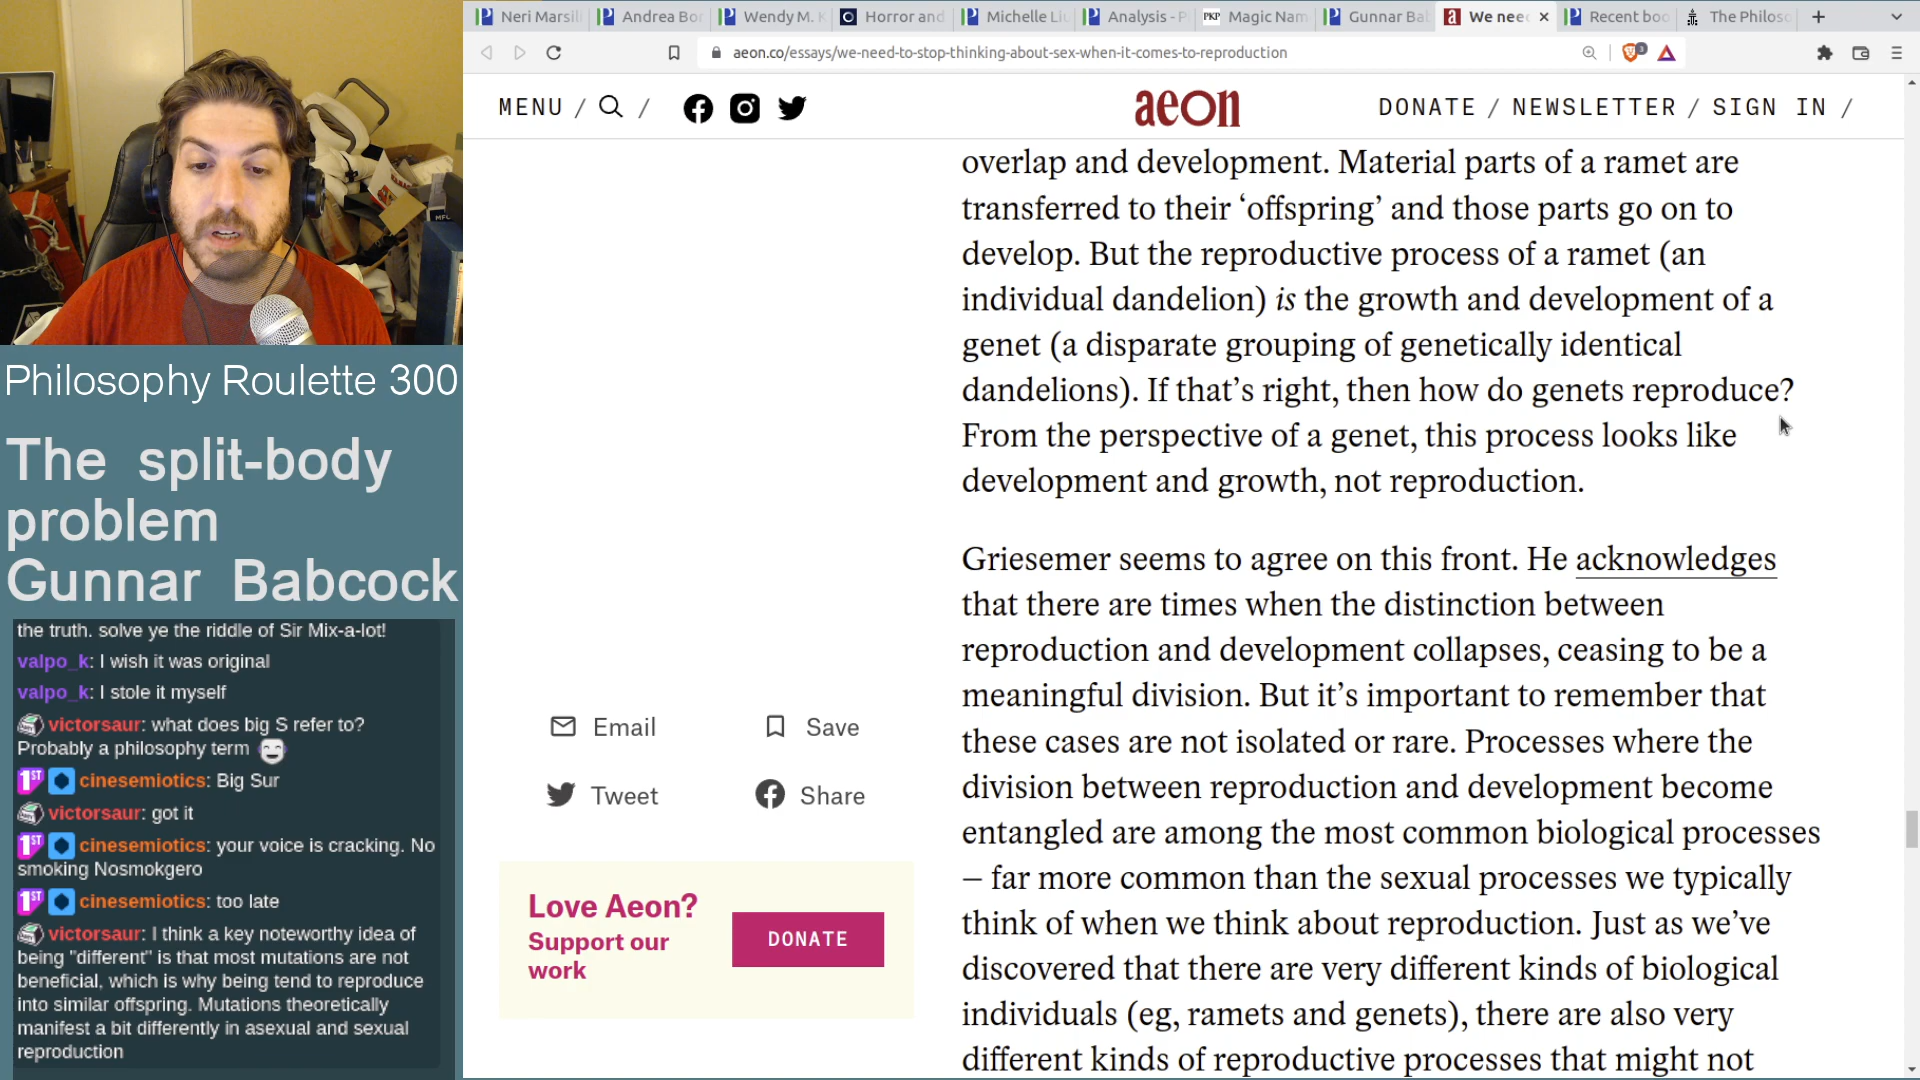 Neri Marsil
Andrea Bor
Wendy M. K
Horror and
Michelle Liu
Analysis - P
PKP Magic Nam
Gunnar Bab
a We nee
Recent boo
The Philoso
aeon.co/essays/we-need-to-stop-thinking-about-sex-when-it-comes-to-reproduction
MENU / /
aeon
DONATE / NEWSLETTER / SIGN IN /
overlap and development. Material parts of a ramet are
transferred to their ‘offspring’ and those parts go on to
develop. But the reproductive process of a ramet (an
individual dandelion) is the growth and development of a
genet (a disparate grouping of genetically identical
dandelions). If that’s right, then how do genets reproduce?
From the perspective of a genet, this process looks like
development and growth, not reproduction.
Griesemer seems to agree on this front. He acknowledges
that there are times when the distinction between
reproduction and development collapses, ceasing to be a
meaningful division. But it’s important to remember that
these cases are not isolated or rare. Processes where the
division between reproduction and development become
entangled are among the most common biological processes
– far more common than the sexual processes we typically
think of when we think about reproduction. Just as we’ve
discovered that there are very different kinds of biological
individuals (eg, ramets and genets), there are also very
different kinds of reproductive processes that might not
Email
Save
Tweet
Share
Love Aeon?
Support our
work
DONATE
Philosophy Roulette 300
The split-body
problem
Gunnar Babcock
the truth. solve ye the riddle of Sir Mix-a-lot!
valpo_k: I wish it was original
valpo_k: I stole it myself
victorsaur: what does big S refer to?
Probably a philosophy term
1ST cinesemiotics: Big Sur
victorsaur: got it
1ST cinesemiotics: your voice is cracking. No
smoking Nosmokgero
1ST cinesemiotics: too late
victorsaur: I think a key noteworthy idea of
being "different" is that most mutations are not
beneficial, which is why being tend to reproduce
into similar offspring. Mutations theoretically
manifest a bit differently in asexual and sexual
reproduction